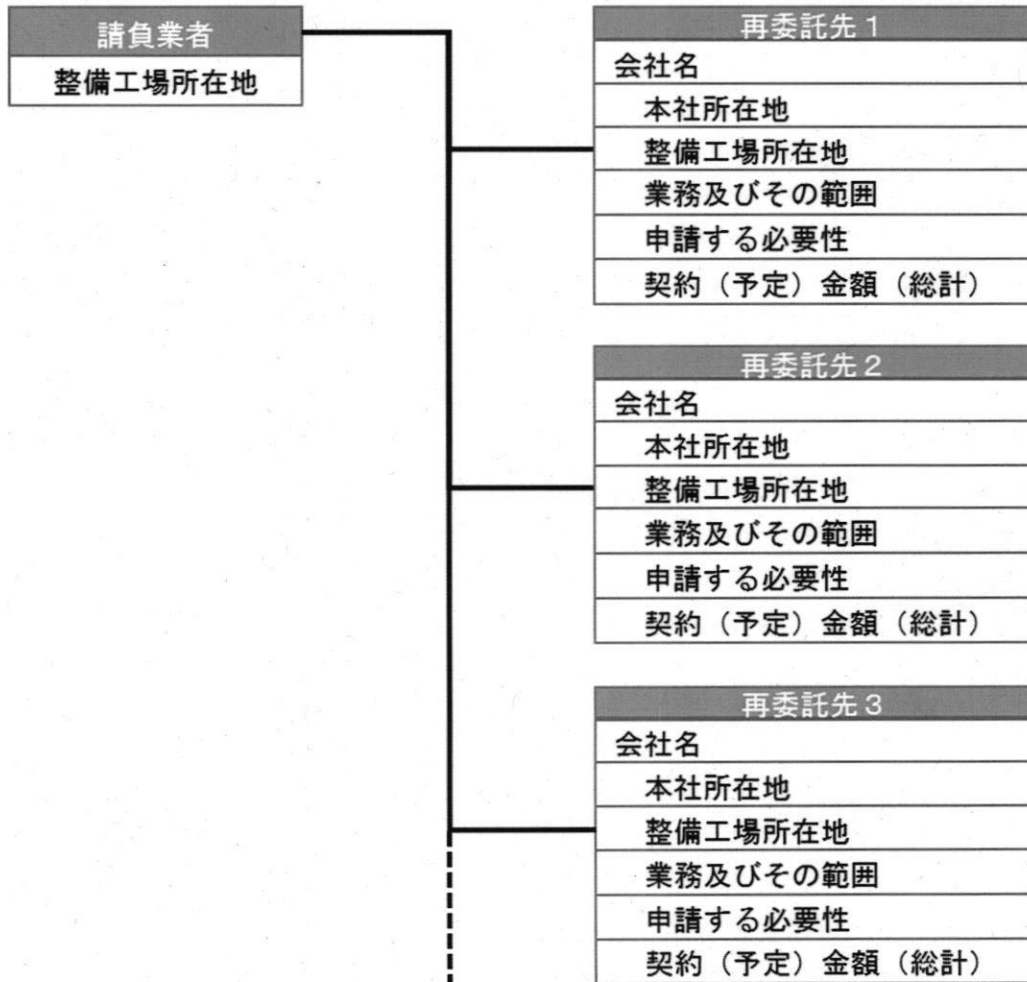 請負業者
整備工場所在地
再委託先1
会社名
本社所在地
整備工場所在地
業務及びその範囲
申請する必要性
契約（予定）金額（総計）
再委託先2
会社名
本社所在地
整備工場所在地
業務及びその範囲
申請する必要性
契約（予定）金額（総計）
再委託先3
会社名
本社所在地
整備工場所在地
業務及びその範囲
申請する必要性
契約（予定）金額（総計）